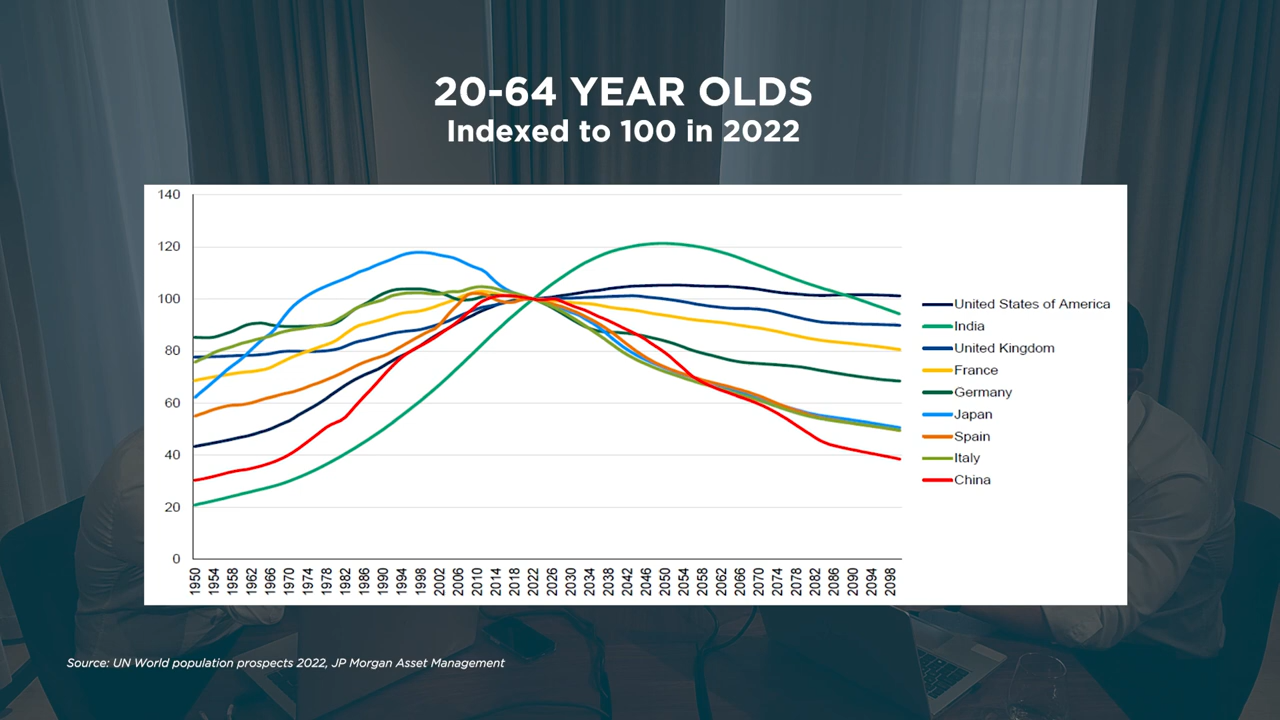 20-64 YEAR OLDS
Indexed to 100 in 2022
140
120
100
80
60
40
20
0
1950 1954 1958 1962 1966 1970 1974 1978 1982 1986 1990 1994 1998 2002 2006 2010 2014 2018 2022 2026 2030 2034 2038 2042 2046 2050 2054 2058 2062 2066 2070 2074 2078 2082 2086 2090 2094 2098
United States of America
India
United Kingdom
France
Germany
Japan
Spain
Italy
China
Source: UN World population prospects 2022, JP Morgan Asset Management